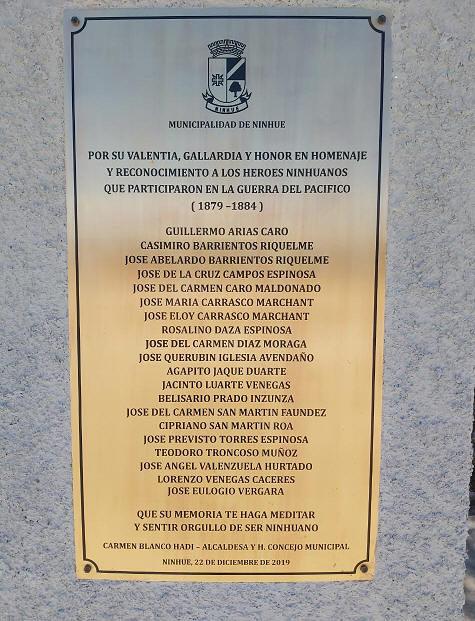 NINHUE
MUNICIPALIDAD DE NINHUE
POR SU VALENTIA, GALLARDIA Y HONOR EN HOMENAJE
Y RECONOCIMIENTO A LOS HEROES NINHUANOS
QUE PARTICIPARON EN LA GUERRA DEL PACIFICO
( 1879 –1884 )
GUILLERMO ARIAS CARO
CASIMIRO BARRIENTOS RIQUELME
JOSE ABELARDO BARRIENTOS RIQUELME
JOSE DE LA CRUZ CAMPOS ESPINOSA
JOSE DEL CARMEN CARO MALDONADO
JOSE MARIA CARRASCO MARCHANT
JOSE ELOY CARRASCO MARCHANT
ROSALINO DAZA ESPINOSA
JOSE DEL CARMEN DIAZ MORAGA
JOSE QUERUBIN IGLESIA AVENDAÑO
AGAPITO JAQUE DUARTE
JACINTO LUARTE VENEGAS
BELISARIO PRADO INZUNZA
JOSE DEL CARMEN SAN MARTIN FAUNDEZ
CIPRIANO SAN MARTIN ROA
JOSE PREVISTO TORRES ESPINOSA
TEODORO TRONCOSO MUÑOZ
JOSE ANGEL VALENZUELA HURTADO
LORENZO VENEGAS CACERES
JOSE EULOGIO VERGARA
QUE SU MEMORIA TE HAGA MEDITAR
Y SENTIR ORGULLO DE SER NINHUANO
CARMEN BLANCO HADI – ALCALDESA Y H. CONCEJO MUNICIPAL
NINHUE, 22 DE DICIEMBRE DE 2019